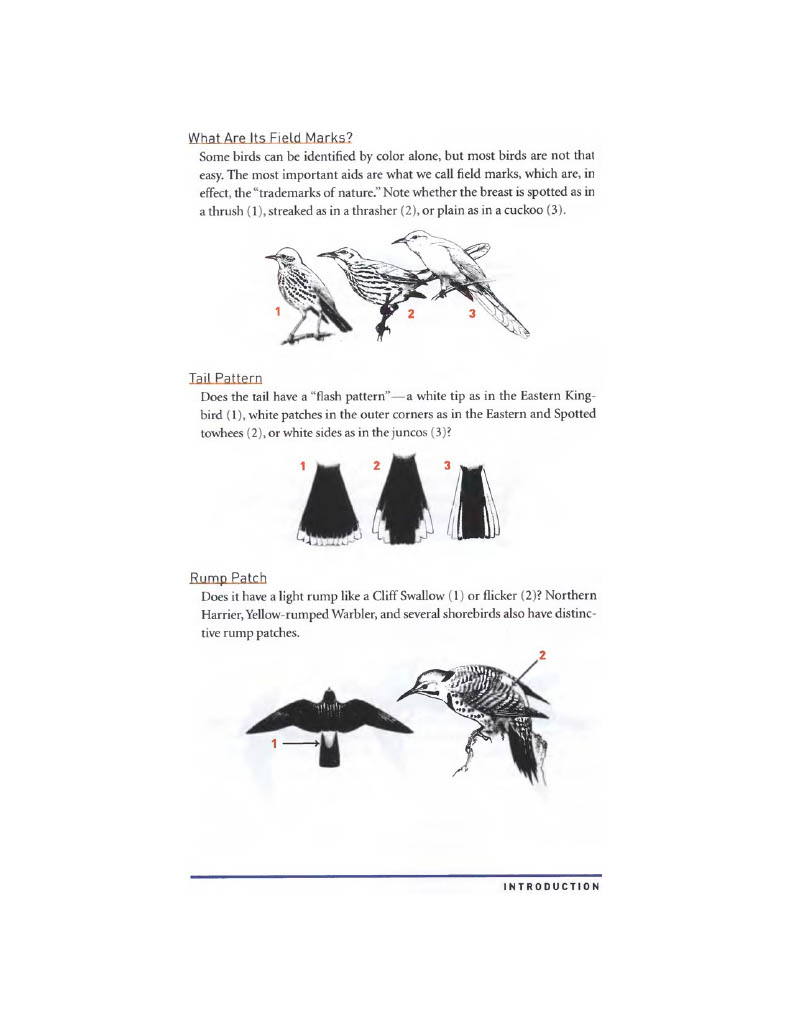 What Are Its Field Marks?
Some birds can be identified by color alone, but most birds are not that
easy. The most important aids are what we call field marks, which are, in
effect, the “trademarks of nature.” Note whether the breast is spotted as in
a thrush (1), streaked as in a thrasher (2), or plain as in a cuckoo (3).
1
2
3
Tail Pattern
Does the tail have a “flash pattern”—a white tip as in the Eastern King-
bird (1), white patches in the outer corners as in the Eastern and Spotted
towhees (2), or white sides as in the juncos (3)?
1
2
3
Rump Patch
Does it have a light rump like a Cliff Swallow (1) or flicker (2)? Northern
Harrier, Yellow-rumped Warbler, and several shorebirds also have distinc-
tive rump patches.
2
1
INTRODUCTION